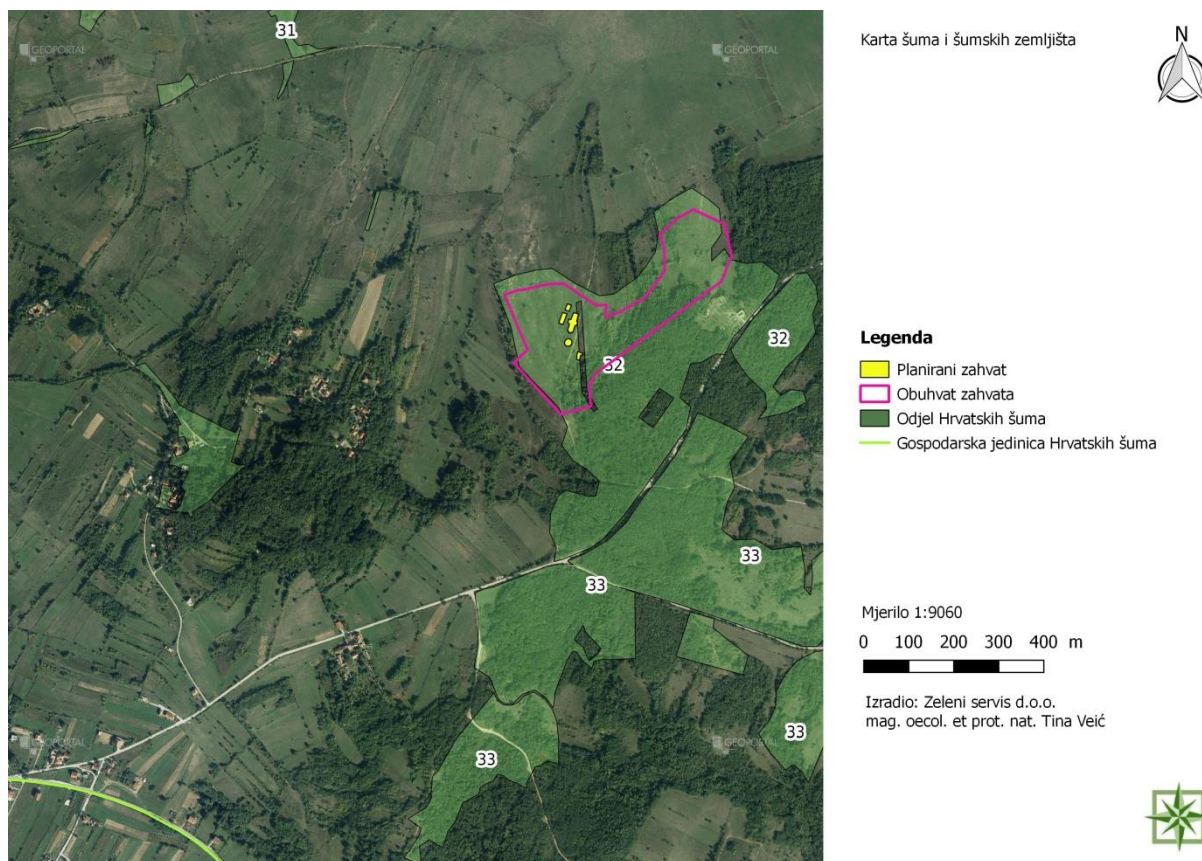 Karta šuma i šumskih zemljišta
N
31
GEOPORTAL
GEOPORTAL
32
32
33
33
33
33
GEOPORTAL
GEOPORTAL
Legenda
Planirani zahvat
Obuhvat zahvata
Odjel Hrvatskih šuma
Gospodarska jedinica Hrvatskih šuma
Mjerilo 1:9060
0 100 200 300 400 m
Izradio: Zeleni servis d.o.o.
mag. oecol. et prot. nat. Tina Veić